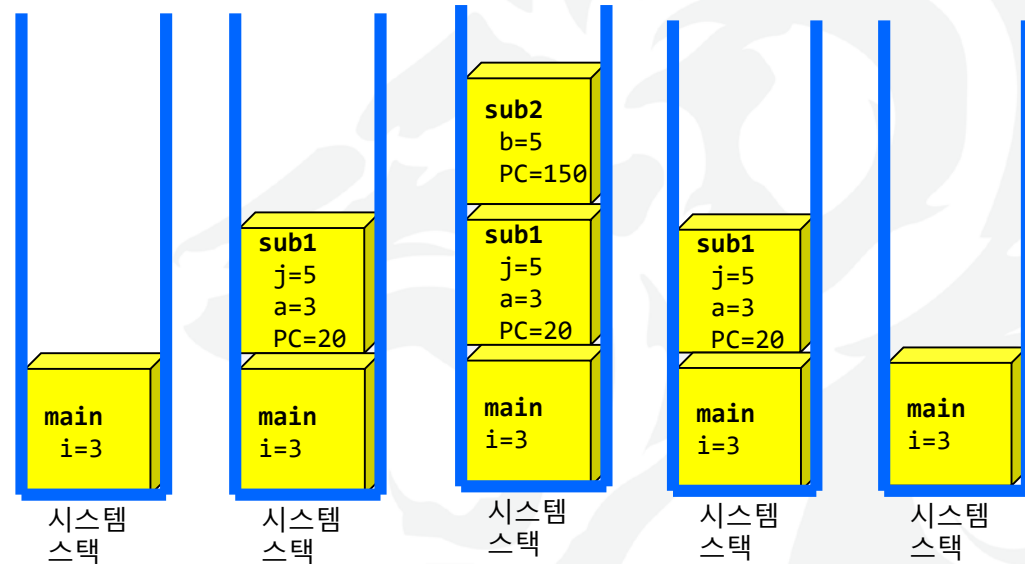 main
i=3
시스템
스택
sub1
j=5
a=3
PC=20
main
i=3
시스템
스택
sub2
b=5
PC=150
sub1
j=5
a=3
PC=20
main
i=3
시스템
스택
sub1
j=5
a=3
PC=20
main
i=3
시스템
스택
main
i=3
시스템
스택